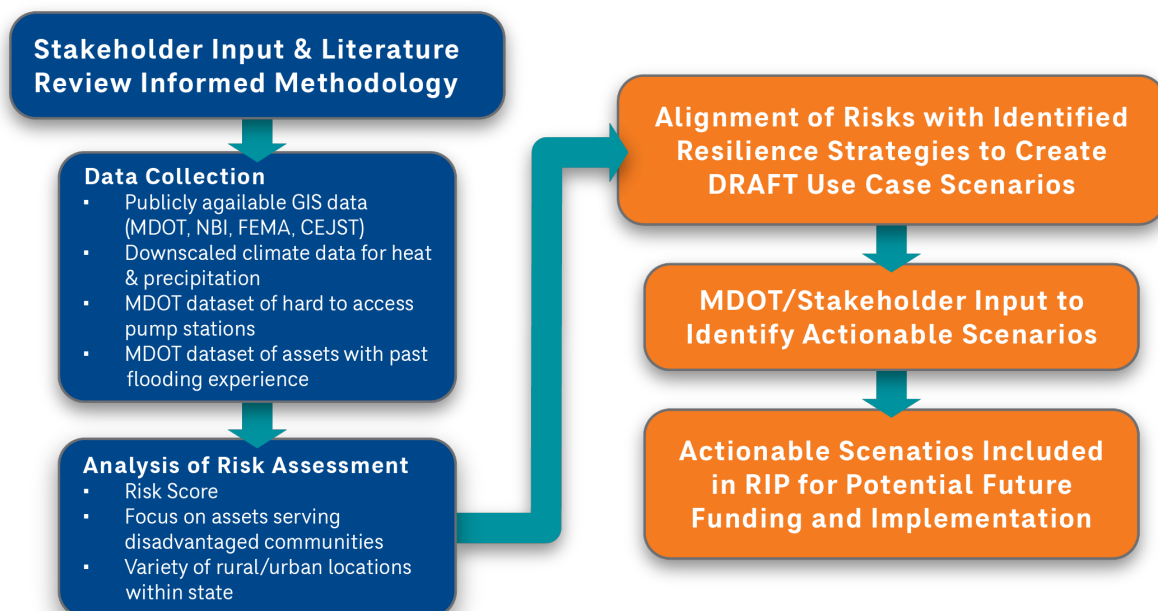 Stakeholder Input & Literature
Review Informed Methodology
Data Collection
▪ Publicly agailable GIS data
(MDOT, NBI, FEMA, CEJST)
▪ Downscaled climate data for heat
& precipitation
▪ MDOT dataset of hard to access
pump stations
▪ MDOT dataset of assets with past
flooding experience
Analysis of Risk Assessment
▪ Risk Score
▪ Focus on assets serving
disadvantaged communities
▪ Variety of rural/urban locations
within state
Alignment of Risks with Identified
Resilience Strategies to Create
DRAFT Use Case Scenarios
MDOT/Stakeholder Input to
Identify Actionable Scenarios
Actionable Scenatios Included
in RIP for Potential Future
Funding and Implementation